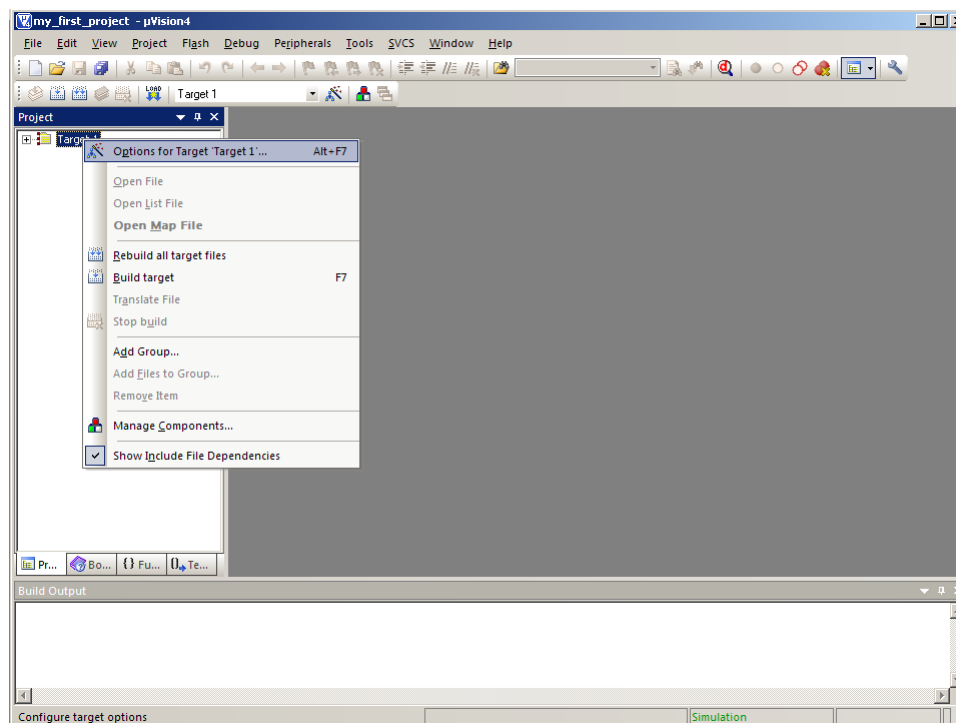 my_first_project - µVision4
File Edit View Project Flash Debug Peripherals Tools SVCS Window Help
LOAD Target 1
Project
Target 1
Options for Target 'Target 1'... Alt+F7
Open File
Open List File
Open Map File
Rebuild all target files
Build target F7
Translate File
Stop build
Add Group...
Add Files to Group...
Remove Item
Manage Components...
Show Include File Dependencies
Pr... Bo... {} Fu... Te...
Build Output
Configure target options Simulation